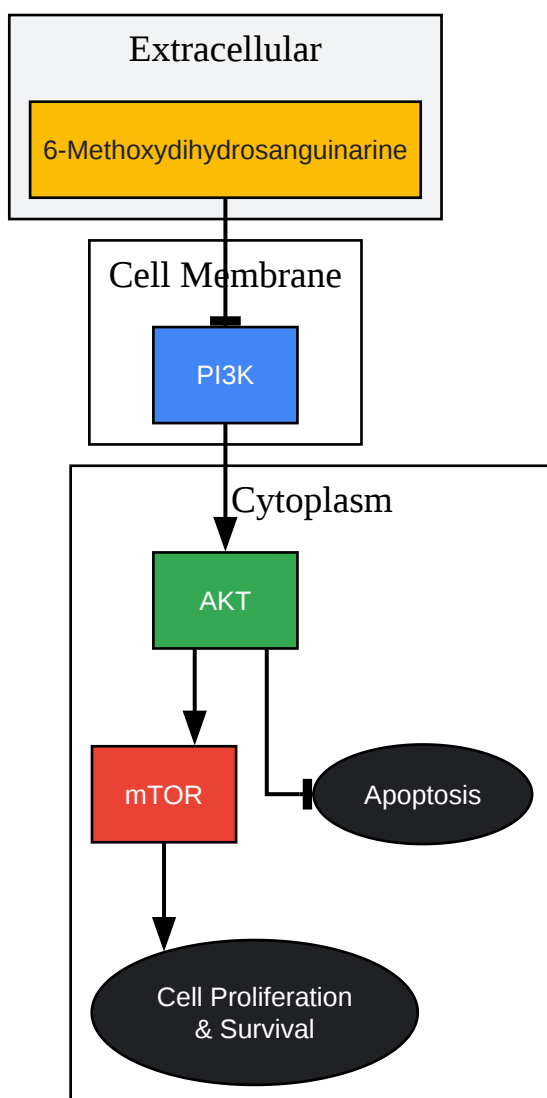 Extracellular
6-Methoxydihydrosanguinarine
Cell Membrane
PI3K
Cytoplasm
AKT
mTOR
Apoptosis
Cell Proliferation
& Survival